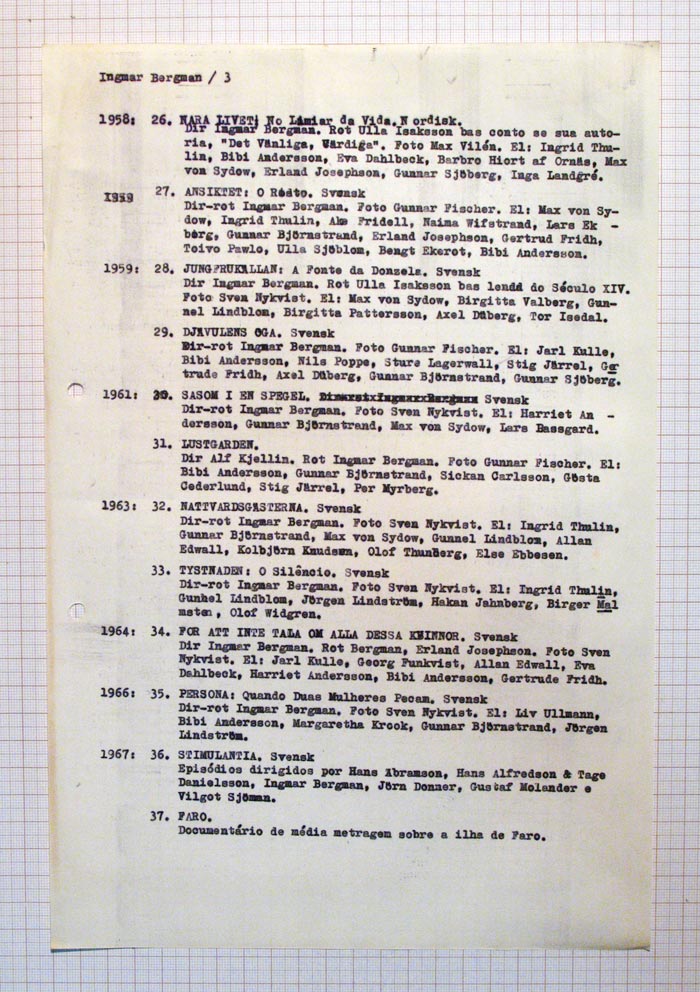 Ingmar Bergman / 3
1958: 26. NARA LIVET: No Limiar da Vida. N ordisk.
Dir Ingmar Bergman. Rot Ulla Isaksson bas conto se sua auto-
ria, "Det Vänliga, Värdiga". Foto Max Vilén. El: Ingrid Thu-
lin, Bibi Andersson, Eva Dahlbeck, Barbro Hiort af Ornäs, Max
von Sydow, Erland Josephson, Gunnar Sjöberg, Inga Landgré.
1959 27. ANSIKTET: O Rosto. Svensk
Dir-rot Ingmar Bergman. Foto Gunnar Fischer. El: Max von Sy-
dow, Ingrid Thulin, Ake Fridell, Naima Wifstrand, Lars Ek -
berg, Gunnar Björnstrand, Erland Josephson, Gertrud Fridh,
Toivo Pawlo, Ulla Sjöblom, Bengt Ekerot, Bibi Andersson.
1959: 28. JUNGFRUKALLAN: A Fonte da Donzela. Svensk
Dir Ingmar Bergman. Rot Ulla Isaksson bas lenda do Século XIV.
Foto Sven Nykvist. El: Max von Sydow, Birgitta Valberg, Gun-
nel Lindblom, Birgitta Pattersson, Axel Düberg, Tor Isedal.
29. DJAVULENS OGA. Svensk
Dir-rot Ingmar Bergman. Foto Gunnar Fischer. El: Jarl Kulle,
Bibi Andersson, Nils Poppe, Sture Lagerwall, Stig Järrel, Ger
trude Fridh, Axel Düberg, Gunnar Björnstrand, Gunnar Sjöberg.
1961: 30. SASOM I EN SPEGEL. Svensk
Dir-rot Ingmar Bergman. Foto Sven Nykvist. El: Harriet An -
dersson, Gunnar Björnstrand, Max von Sydow, Lars Bassgard.
31. LUSTGARDEN.
Dir Alf Kjellin. Rot Ingmar Bergman. Foto Gunnar Fischer. El:
Bibi Andersson, Gunnar Björnstrand, Sickan Carlsson, Gösta
Cederlund, Stig Järrel, Per Myrberg.
1963: 32. NATTVARDSGASTERNA. Svensk
Dir-rot Ingmar Bergman. Foto Sven Nykvist. El: Ingrid Thulin,
Gunnar Björnstrand, Max von Sydow, Gunnel Lindblom, Allan
Edwall, Kolbjörn Knudsen, Olof Thunberg, Else Ebbesen.
33. TYSTNADEN: O Silêncio. Svensk
Dir-rot Ingmar Bergman. Foto Sven Nykvist. El: Ingrid Thulin,
Gunhel Lindblom, Jörgen Lindström, Hakan Jahnberg, Birger Mal
msten, Olof Widgren.
1964: 34. FOR ATT INTE TALA OM ALLA DESSA KVINNOR. Svensk
Dir Ingmar Bergman. Rot Bergman, Erland Josephson. Foto Sven
Nykvist. El: Jarl Kulle, Georg Funkvist, Allan Edwall, Eva
Dahlbeck, Harriet Andersson, Bibi Andersson, Gertrude Fridh.
1966: 35. PERSONA: Quando Duas Mulheres Pecam. Svensk
Dir-rot Ingmar Bergman. Foto Sven Nykvist. El: Liv Ullmann,
Bibi Andersson, Margaretha Krook, Gunnar Björnstrand, Jörgen
Lindström.
1967: 36. STIMULANTIA. Svensk
Episódios dirigidos por Hans Abramson, Hans Alfredson & Tage
Danielsson, Ingmar Bergman, Jörn Donner, Gustaf Molander e
Vilgot Sjöman.
37. FARO.
Documentário de média metragem sobre a ilha de Faro.